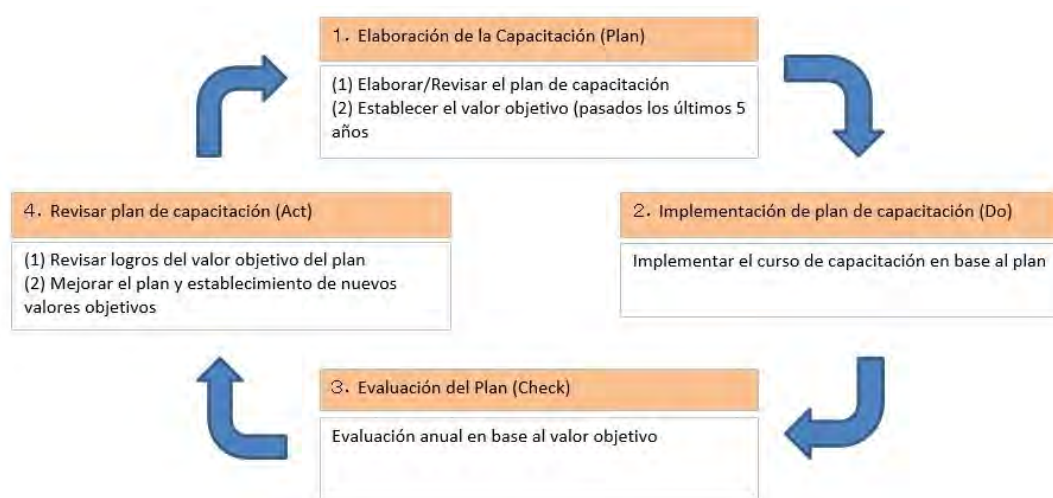 1. Elaboración de la Capacitación (Plan)
(1) Elaborar/Revisar el plan de capacitación
(2) Establecer el valor objetivo (pasados los últimos 5
años
2. Implementación de plan de capacitación (Do)
Implementar el curso de capacitación en base al plan
3. Evaluación del Plan (Check)
Evaluación anual en base al valor objetivo
4. Revisar plan de capacitación (Act)
(1) Revisar logros del valor objetivo del plan
(2) Mejorar el plan y establecimiento de nuevos
valores objetivos